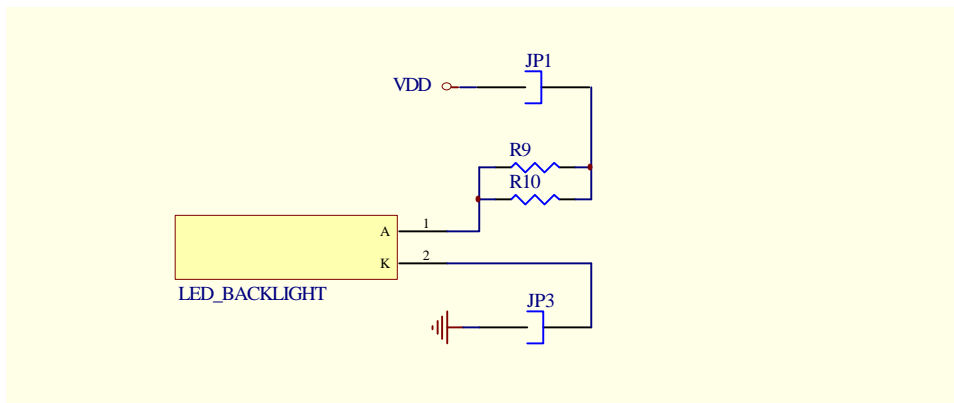 JP1
VDD
R9
R10
A 1
K 2
LED_BACKLIGHT
JP3